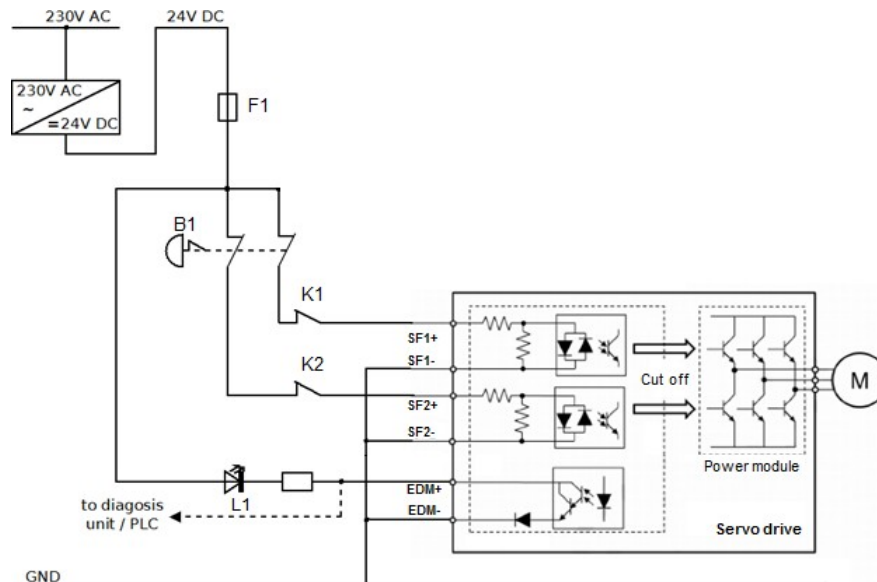 230V AC
24V DC
230V AC
~
=24V DC
F1
B1
K1
SF1+
SF1-
K2
SF2+
SF2-
Cut off
M
Power module
L1
EDM+
EDM-
to diagosis
unit / PLC
Servo drive
GND